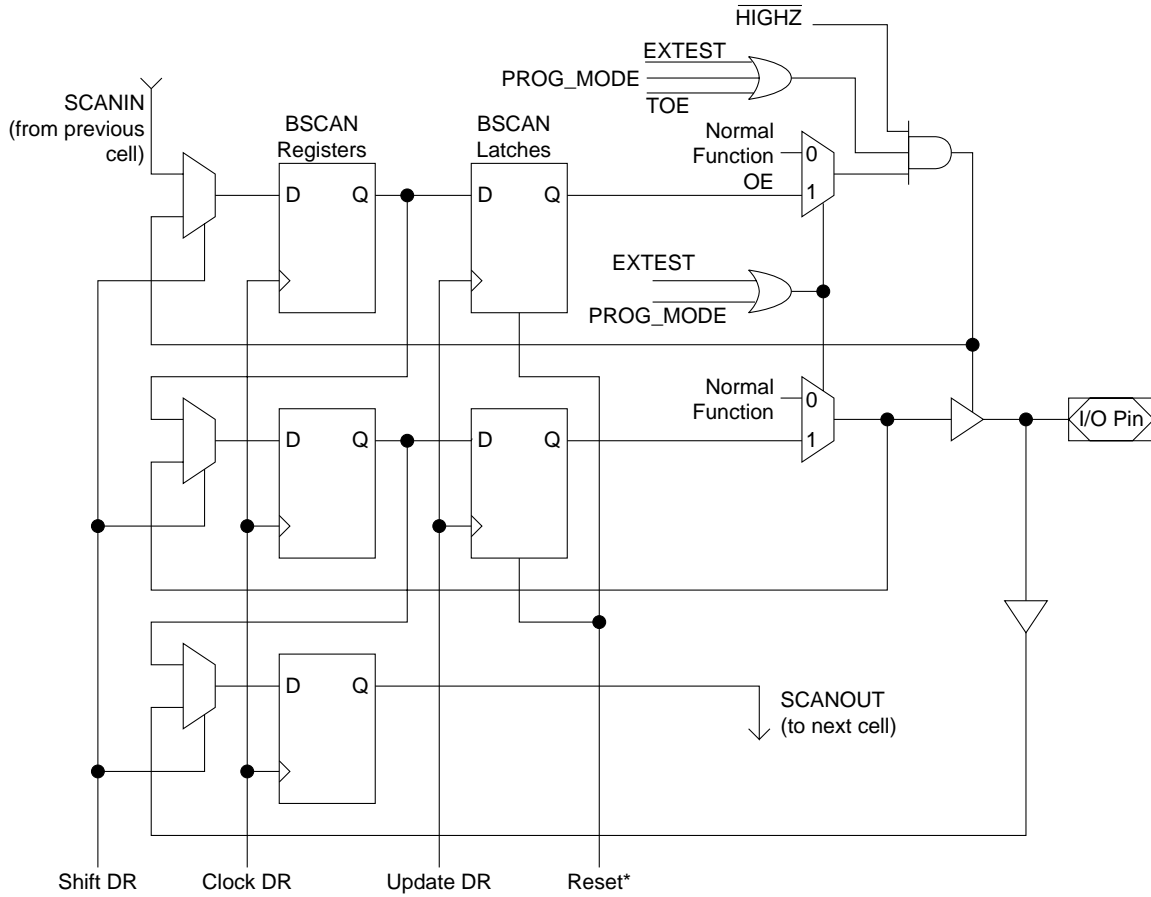 HIGHZ
EXTEST
PROG_MODE
TOE
SCANIN
(from previous
cell)
BSCAN
Registers
BSCAN
Latches
Normal
Function
OE
0
1
D Q
D Q
EXTEST
PROG_MODE
Normal
Function
0
1
I/O Pin
D Q
D Q
D Q
SCANOUT
(to next cell)
Shift DR
Clock DR
Update DR
Reset*